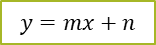 y = mx + n